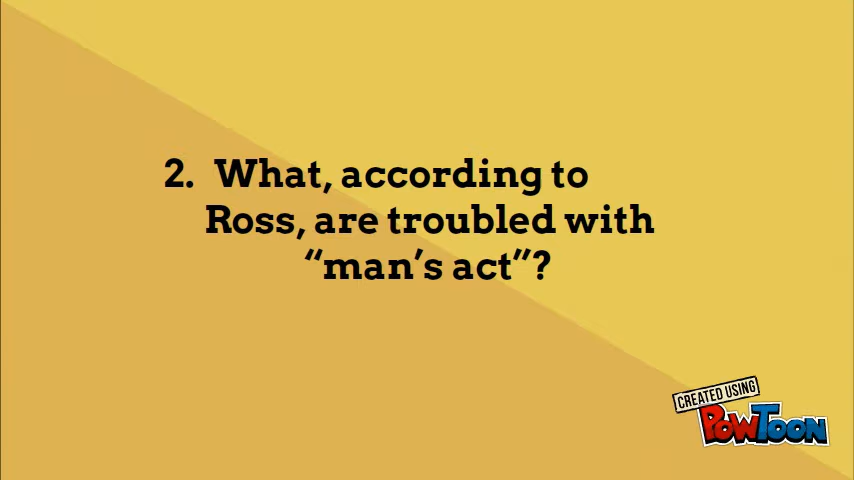 2. What, according to
Ross, are troubled with
“man’s act”?
CREATED USING
POWTOON